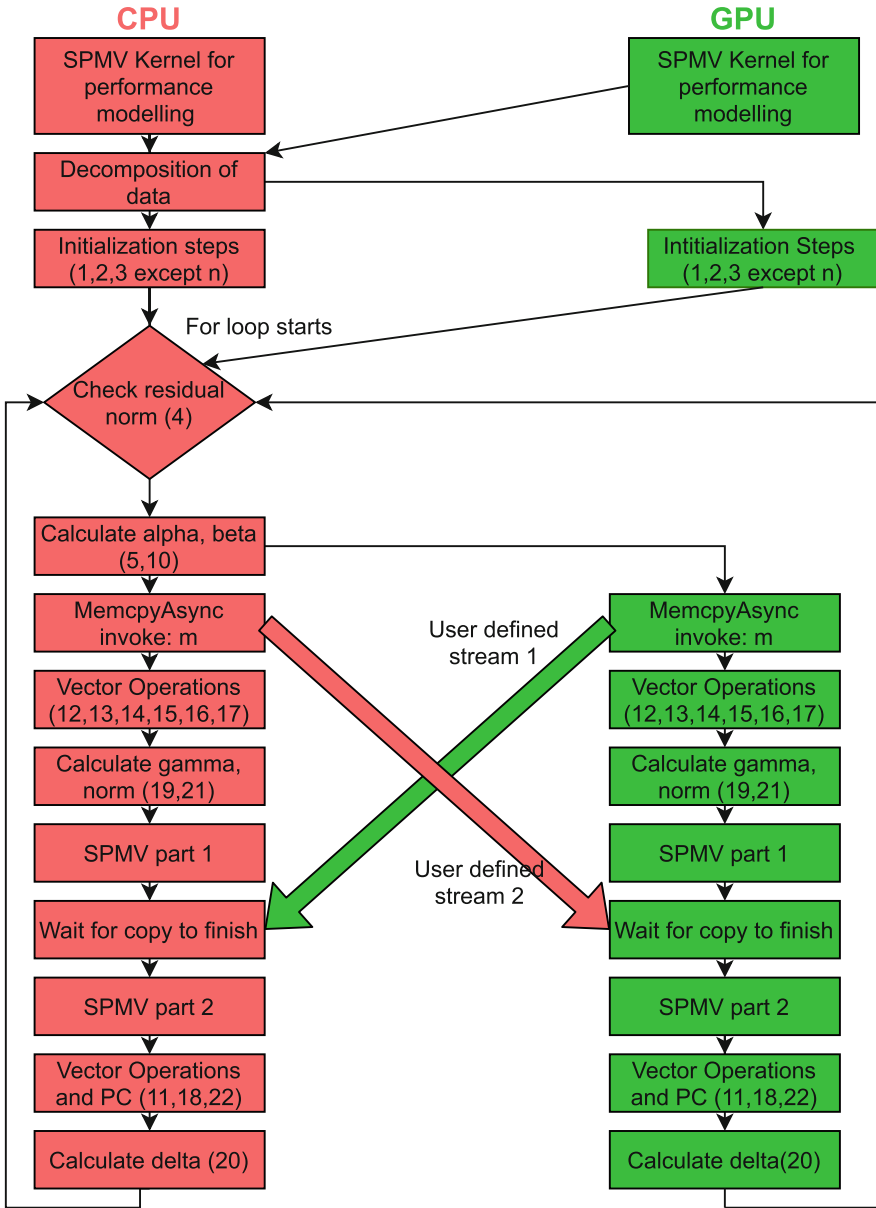 CPU
GPU
SPMV Kernel for
performance
modelling
SPMV Kernel for
performance
modelling
Decomposition of
data
Initialization steps
(1,2,3 except n)
Intitialization Steps
(1,2,3 except n)
For loop starts
Check residual
norm (4)
Calculate alpha, beta
(5,10)
MemcpyAsync
invoke: m
User defined
stream 1
MemcpyAsync
invoke: m
Vector Operations
(12,13,14,15,16,17)
Vector Operations
(12,13,14,15,16,17)
Calculate gamma,
norm (19,21)
Calculate gamma,
norm (19,21)
SPMV part 1
User defined
stream 2
SPMV part 1
Wait for copy to finish
Wait for copy to finish
SPMV part 2
SPMV part 2
Vector Operations
and PC (11,18,22)
Vector Operations
and PC (11,18,22)
Calculate delta (20)
Calculate delta(20)